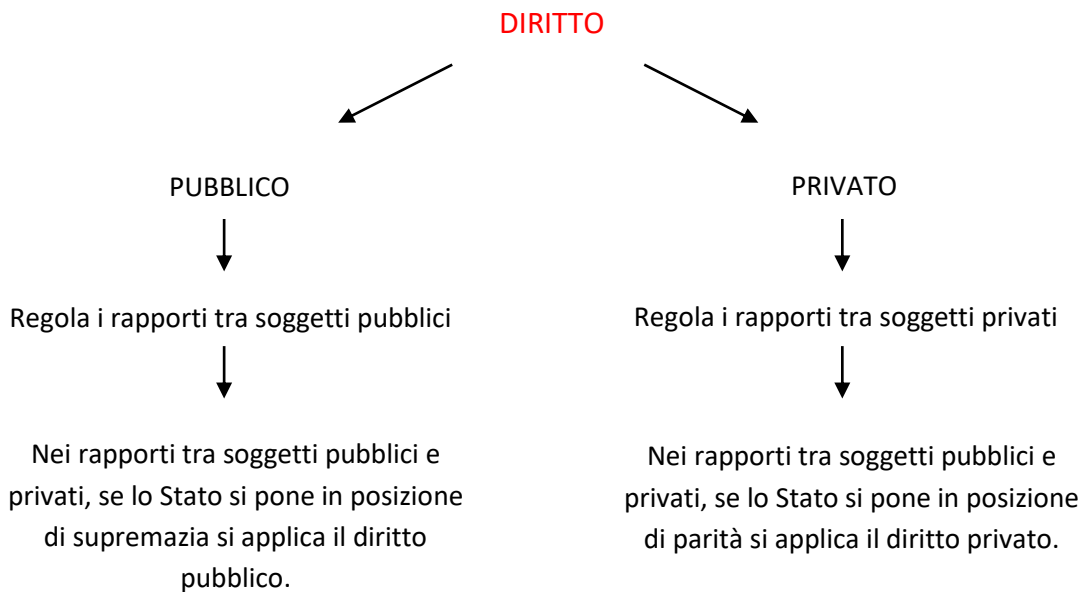 DIRITTO
PUBBLICO
PRIVATO
Regola i rapporti tra soggetti pubblici
Regola i rapporti tra soggetti privati
Nei rapporti tra soggetti pubblici e
privati, se lo Stato si pone in posizione
di supremazia si applica il diritto
pubblico.
Nei rapporti tra soggetti pubblici e
privati, se lo Stato si pone in posizione
di parità si applica il diritto privato.